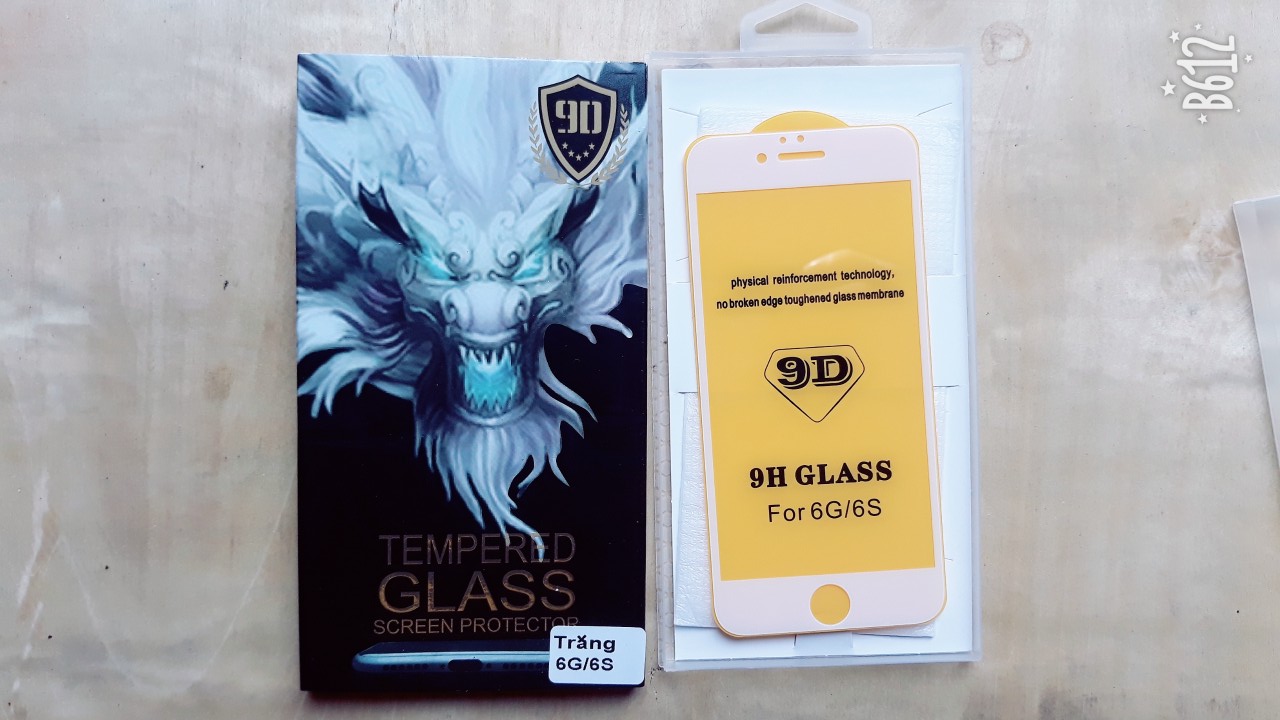 9D
TEMPERED
GLASS
SCREEN PROTECTOR
Trắng
6G/6S
physical reinforcement technology,
no broken edge toughened glass membrane
9D
9H GLASS
For 6G/6S
B612